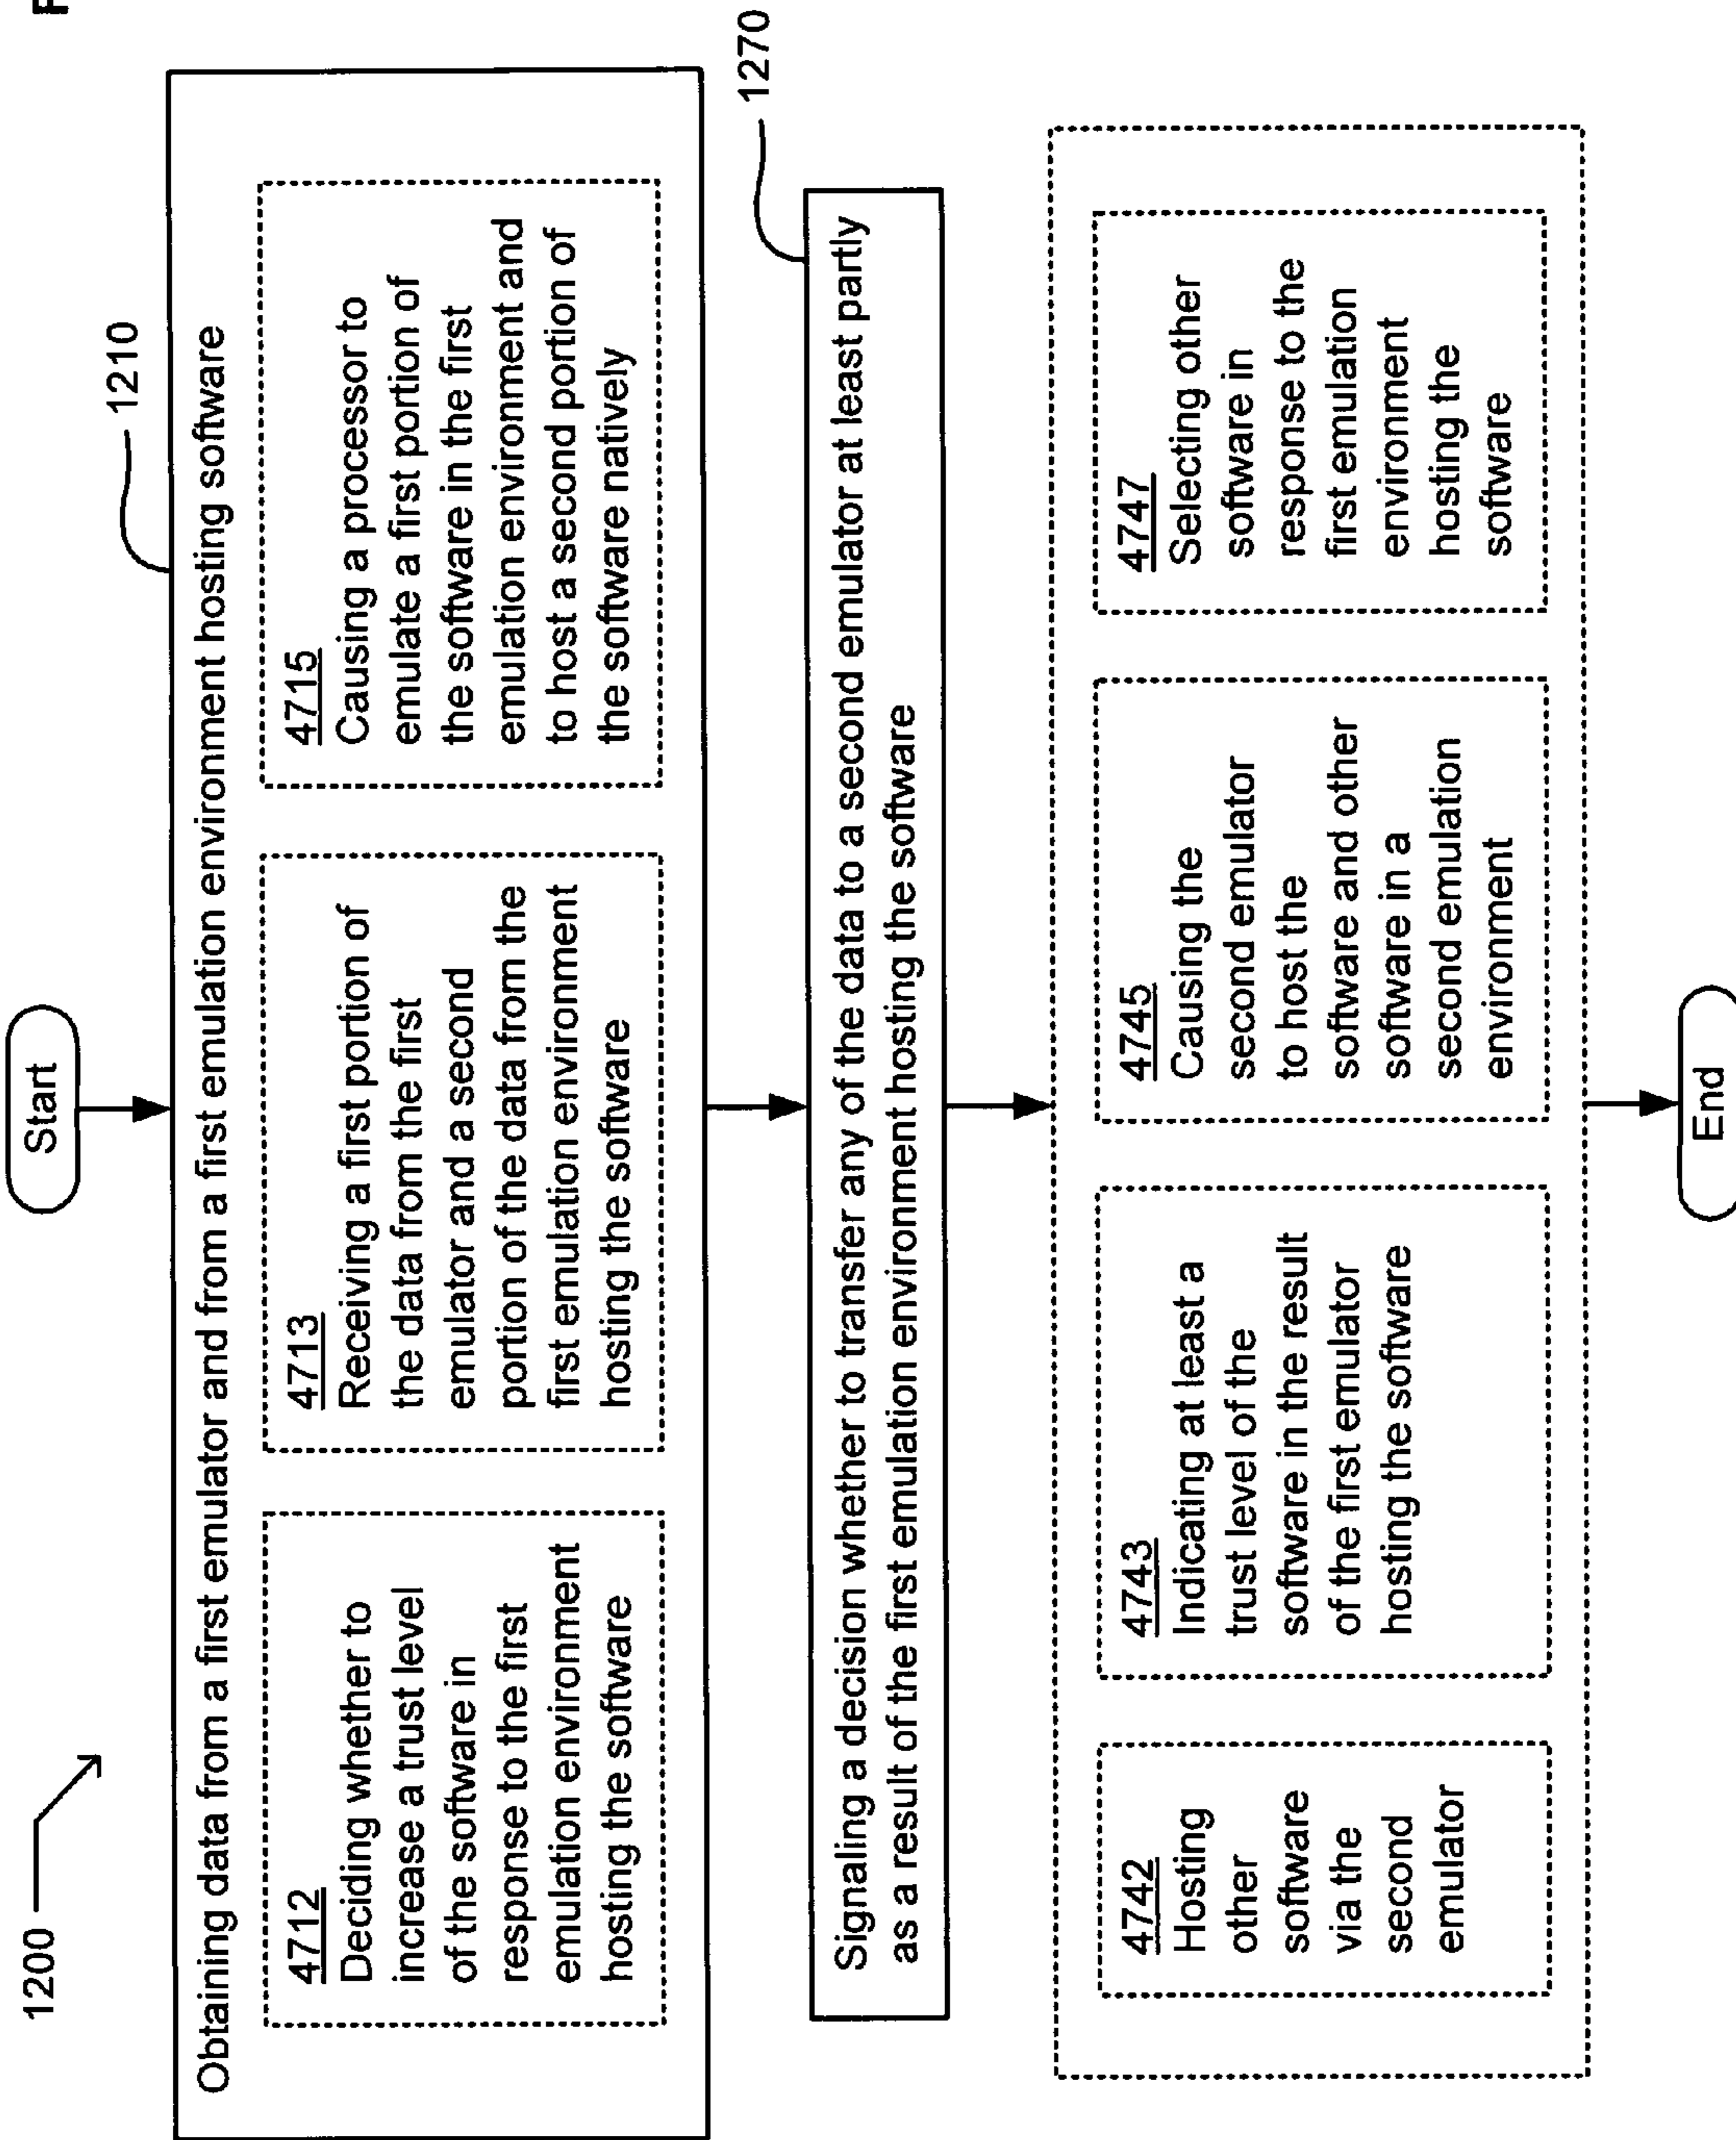 1200
Start
1210
Obtaining data from a first emulator and from a first emulation environment hosting software
4712
Deciding whether to
increase a trust level
of the software in
response to the first
emulation environment
hosting the software
4713
Receiving a first portion of
the data from the first
emulator and a second
portion of the data from the
first emulation environment
hosting the software
4715
Causing a processor to
emulate a first portion of
the software in the first
emulation environment and
to host a second portion of
the software natively
1270
Signaling a decision whether to transfer any of the data to a second emulator at least partly
as a result of the first emulation environment hosting the software
4742
Hosting
other
software
via the
second
emulator
4743
Indicating at least a
trust level of the
software in the result
of the first emulator
hosting the software
4745
Causing the
second emulator
to host the
software and other
software in a
second emulation
environment
4747
Selecting other
software in
response to the
first emulation
environment
hosting the
software
End